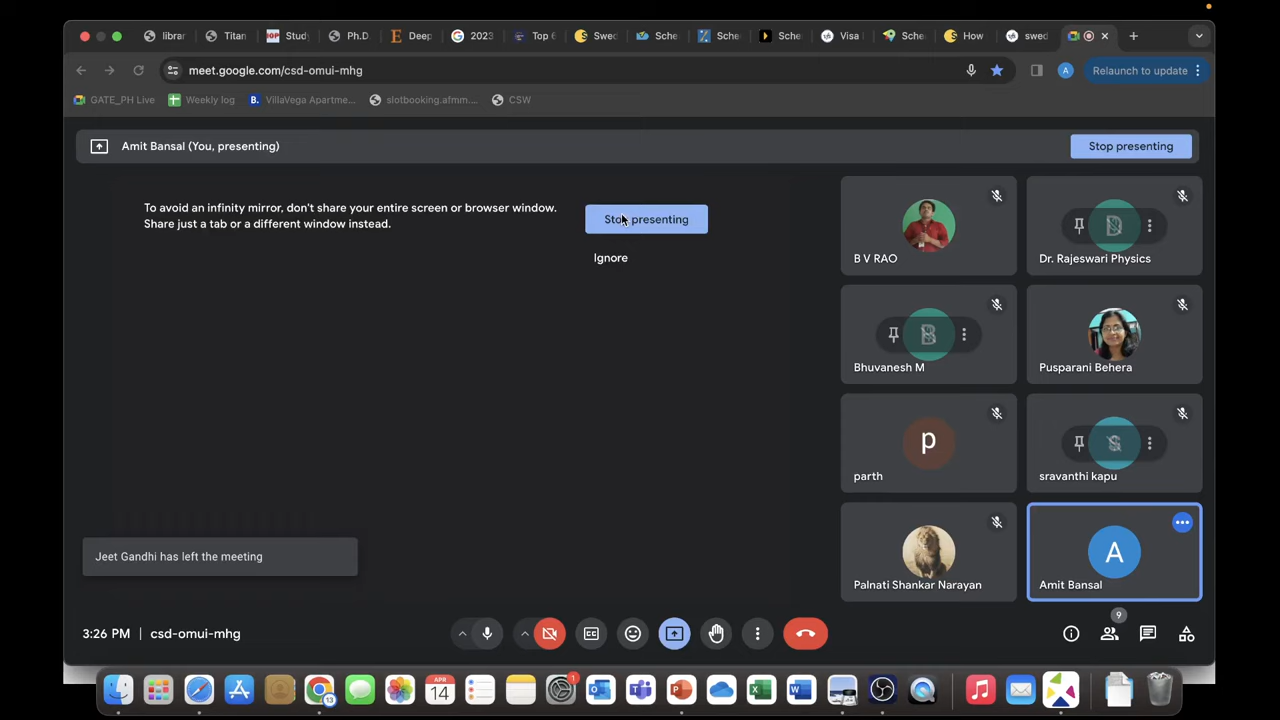 librar
Titan
IOP Study
Ph.D.
E Deep
G 2023
Top 6
Swed
Sche
Sche
Sche
Visa
Sche
How
swed
meet.google.com/csd-omui-mhg
A
Relaunch to update
GATE_PH Live
Weekly log
B. VillaVega Apartme...
slotbooking.afmm....
CSW
Amit Bansal (You, presenting)
Stop presenting
To avoid an infinity mirror, don't share your entire screen or browser window.
Share just a tab or a different window instead.
Stop presenting
Ignore
B V RAO
D
Dr. Rajeswari Physics
B
Bhuvanesh M
Pusparani Behera
p
parth
S
sravanthi kapu
Palnati Shankar Narayan
A
Amit Bansal
Jeet Gandhi has left the meeting
3:26 PM | csd-omui-mhg
CC
9
APR
14
1
13